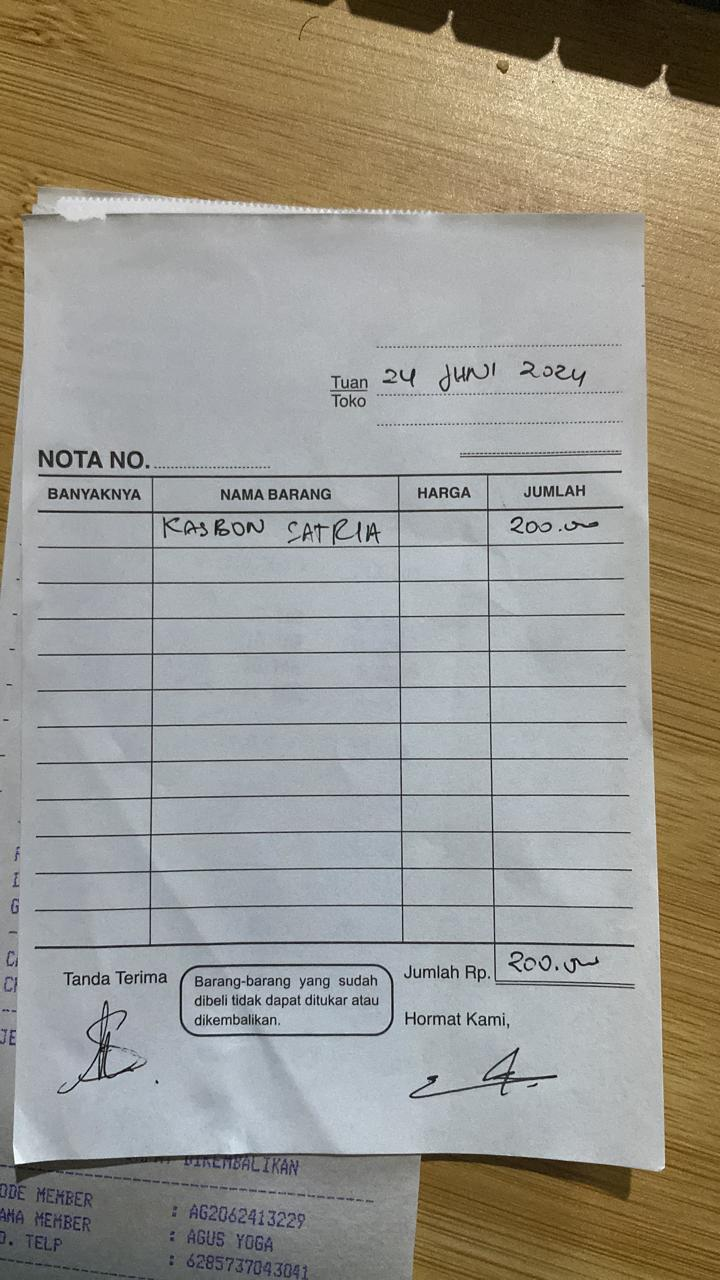 24 JUNI 2024
Tuan
Toko
NOTA NO.
BANYAKNYA NAMA BARANG HARGA JUMLAH
KASBON SATRIA 200.000
Jumlah Rp. 200.000
Tanda Terima
Barang-barang yang sudah
dibeli tidak dapat ditukar atau
dikembalikan.
Hormat Kami,
DIKEMBALIKAN
ODE MEMBER : AG2062413229
AMA MEMBER : AGUS YOGA
O. TELP : 6285737043041